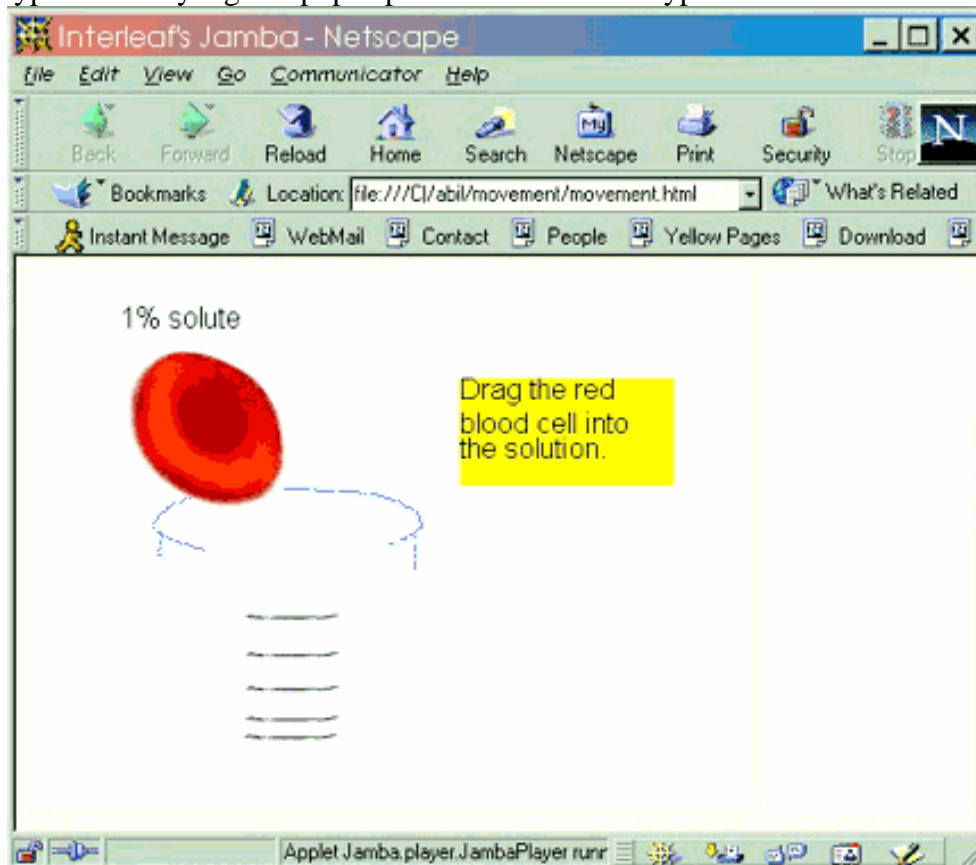 Interleaf's Jamba - Netscape
File Edit View Go Communicator Help
Back Forward Reload Home Search Netscape Print Security Stop
My
N
Bookmarks Location: file:///C|/abil/movement/movement.html What's Related
Instant Message WebMail Contact People Yellow Pages Download
1% solute
Drag the red
blood cell into
the solution.
Applet Jamba.player.JambaPlayer runr